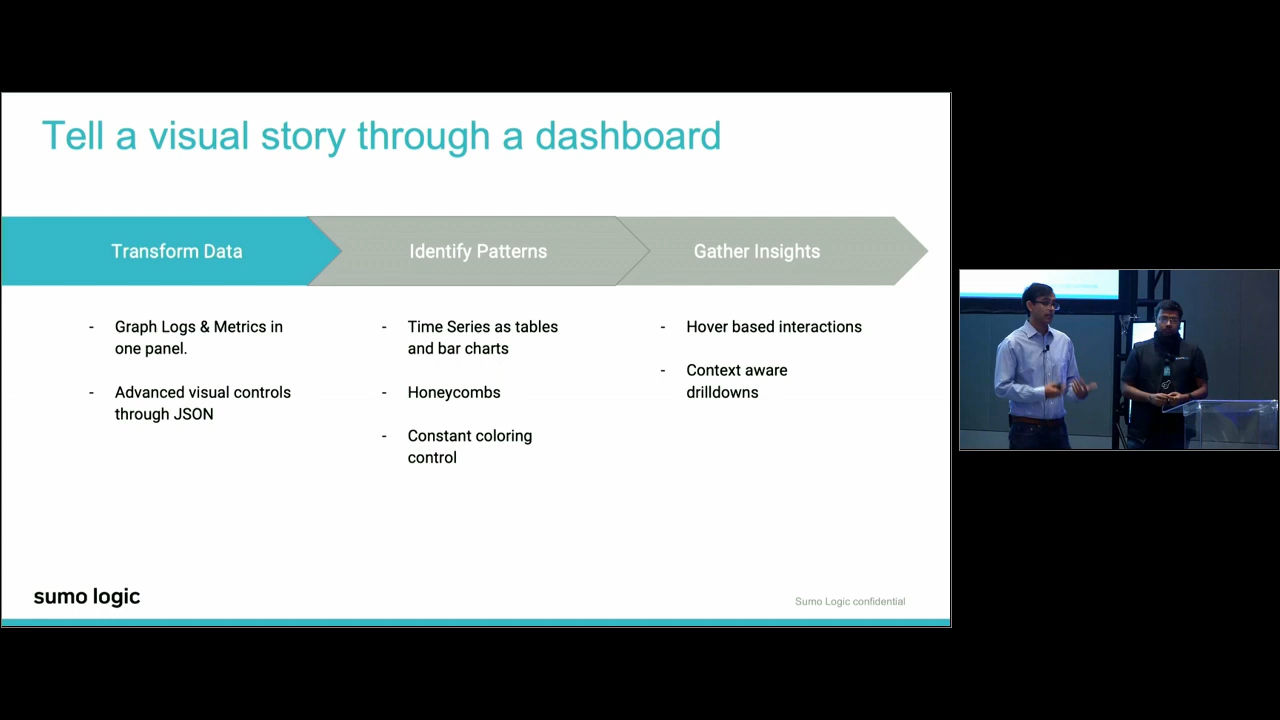 Tell a visual story through a dashboard
Transform Data
Identify Patterns
Gather Insights
- Graph Logs & Metrics in
one panel.
- Advanced visual controls
through JSON
- Time Series as tables
and bar charts
- Honeycombs
- Constant coloring
control
- Hover based interactions
- Context aware
drilldowns
sumo logic
Sumo Logic confidential